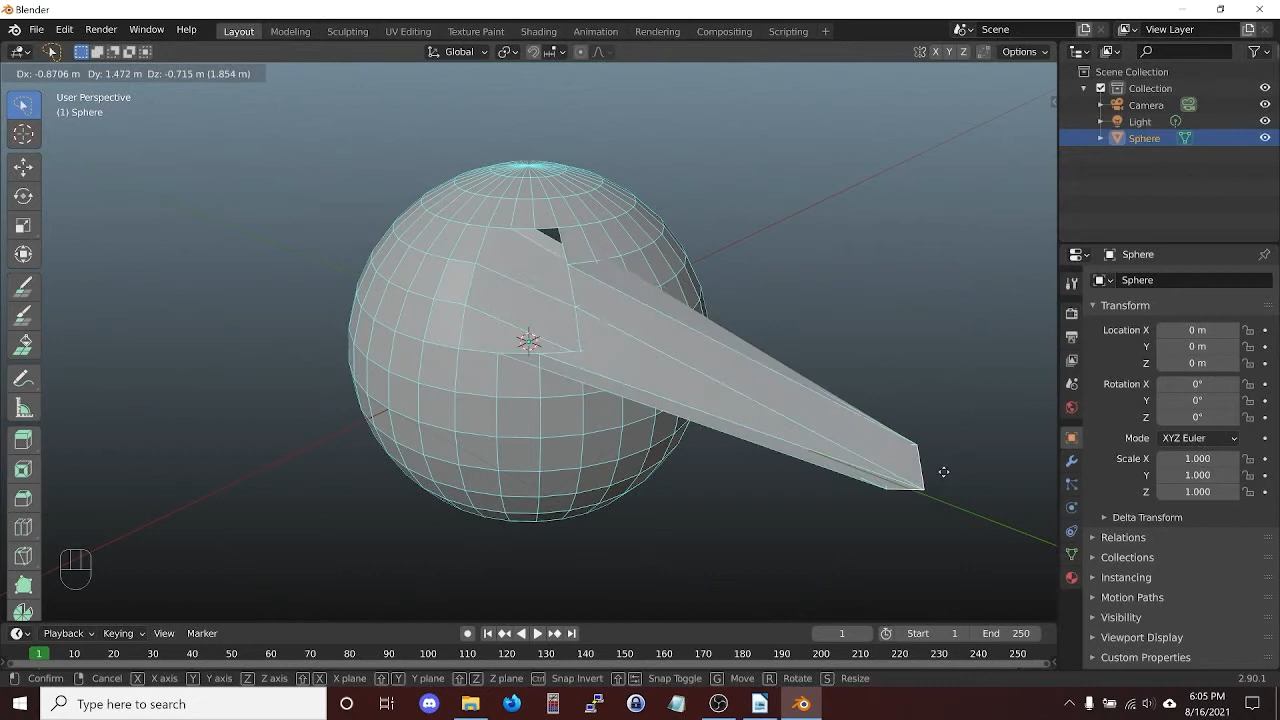 Blender
File Edit Render Window Help
Layout Modeling Sculpting UV Editing Texture Paint Shading Animation Rendering Compositing Scripting +
Scene
View Layer
Global
X Y Z
Options
Dx: -0.8706 m Dy: 1.472 m Dz: -0.715 m (1.854 m)
User Perspective
(1) Sphere
Scene Collection
Collection
Camera
Light
Sphere
Sphere
Sphere
Transform
Location X 0 m
Y 0 m
Z 0 m
Rotation X 0°
Y 0°
Z 0°
Mode XYZ Euler
Scale X 1.000
Y 1.000
Z 1.000
Delta Transform
Relations
Collections
Instancing
Motion Paths
Visibility
Viewport Display
Custom Properties
Playback Keying View Marker
1 Start 1 End 250
1 10 20 30 40 50 60 70 80 90 100 110 120 130 140 150 160 170 180 190 200 210 220 230 240 250
Confirm Cancel X X axis Y Y axis Z Z axis X X plane Y Y plane Z Z plane Ctrl Snap Invert Snap Toggle G Move R Rotate S Resize 2.90.1
Type here to search
6:05 PM
8/16/2021